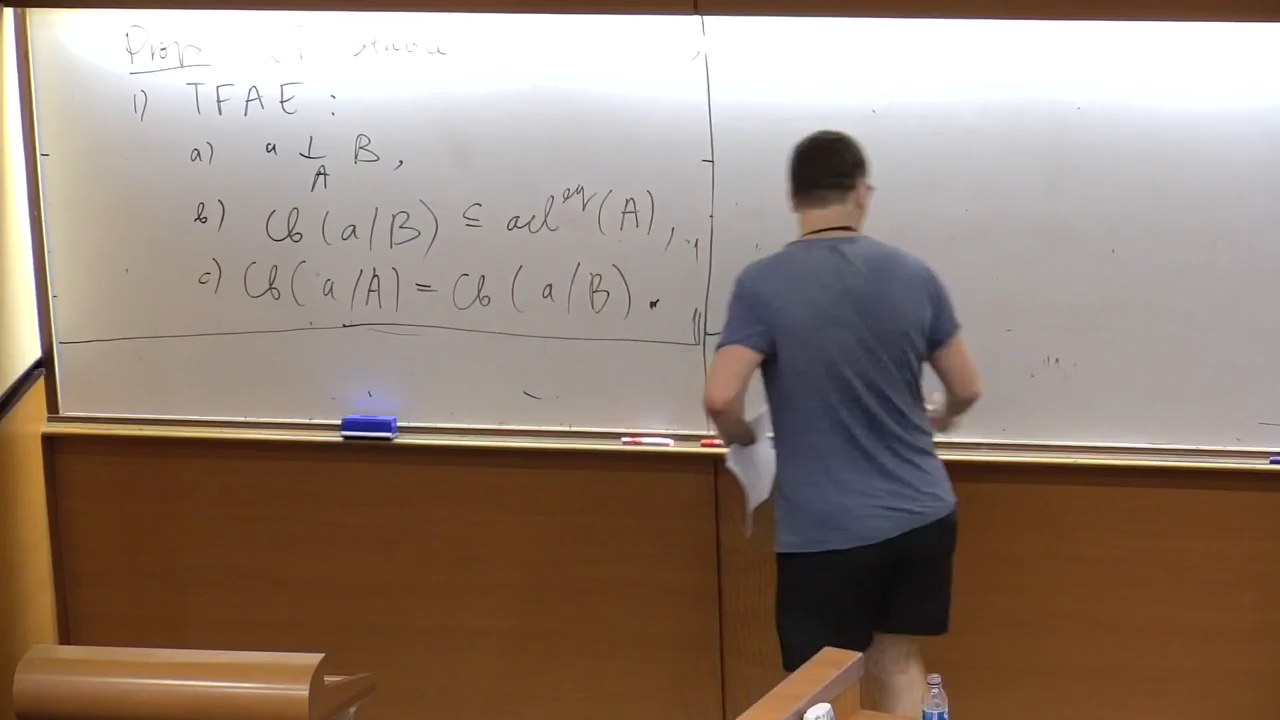 Prop
1) TFAE :
a) a ⫝_A B ,
b) Cb(a/B) ⊆ acl^eq(A) ,
c) Cb(a/A) = Cb(a/B) .